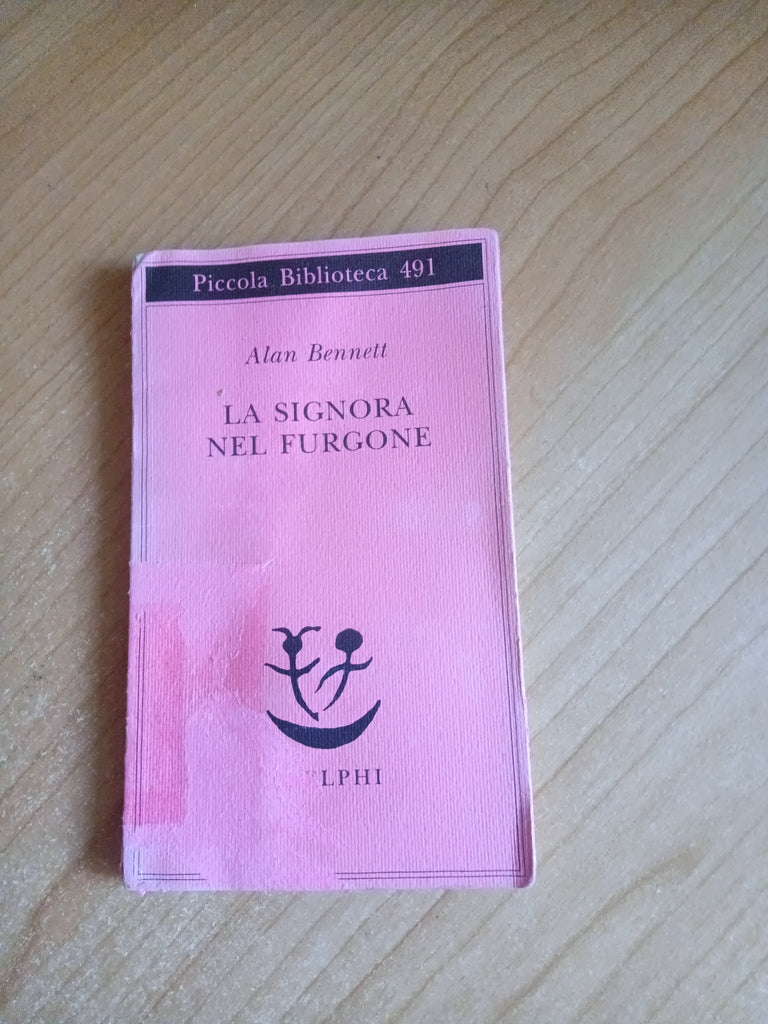 Piccola Biblioteca 491
Alan Bennett
LA SIGNORA
NEL FURGONE
LPHI